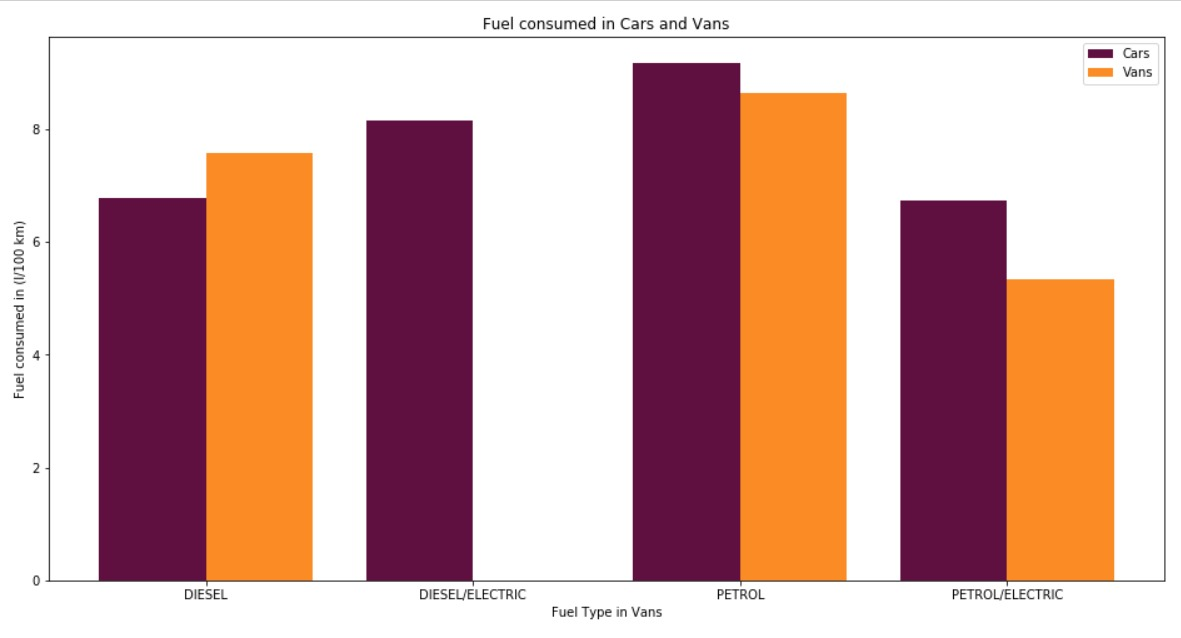 Fuel consumed in Cars and Vans
Cars
Vans
Fuel consumed in (l/100 km)
8
6
4
2
0
DIESEL
DIESEL/ELECTRIC
PETROL
PETROL/ELECTRIC
Fuel Type in Vans